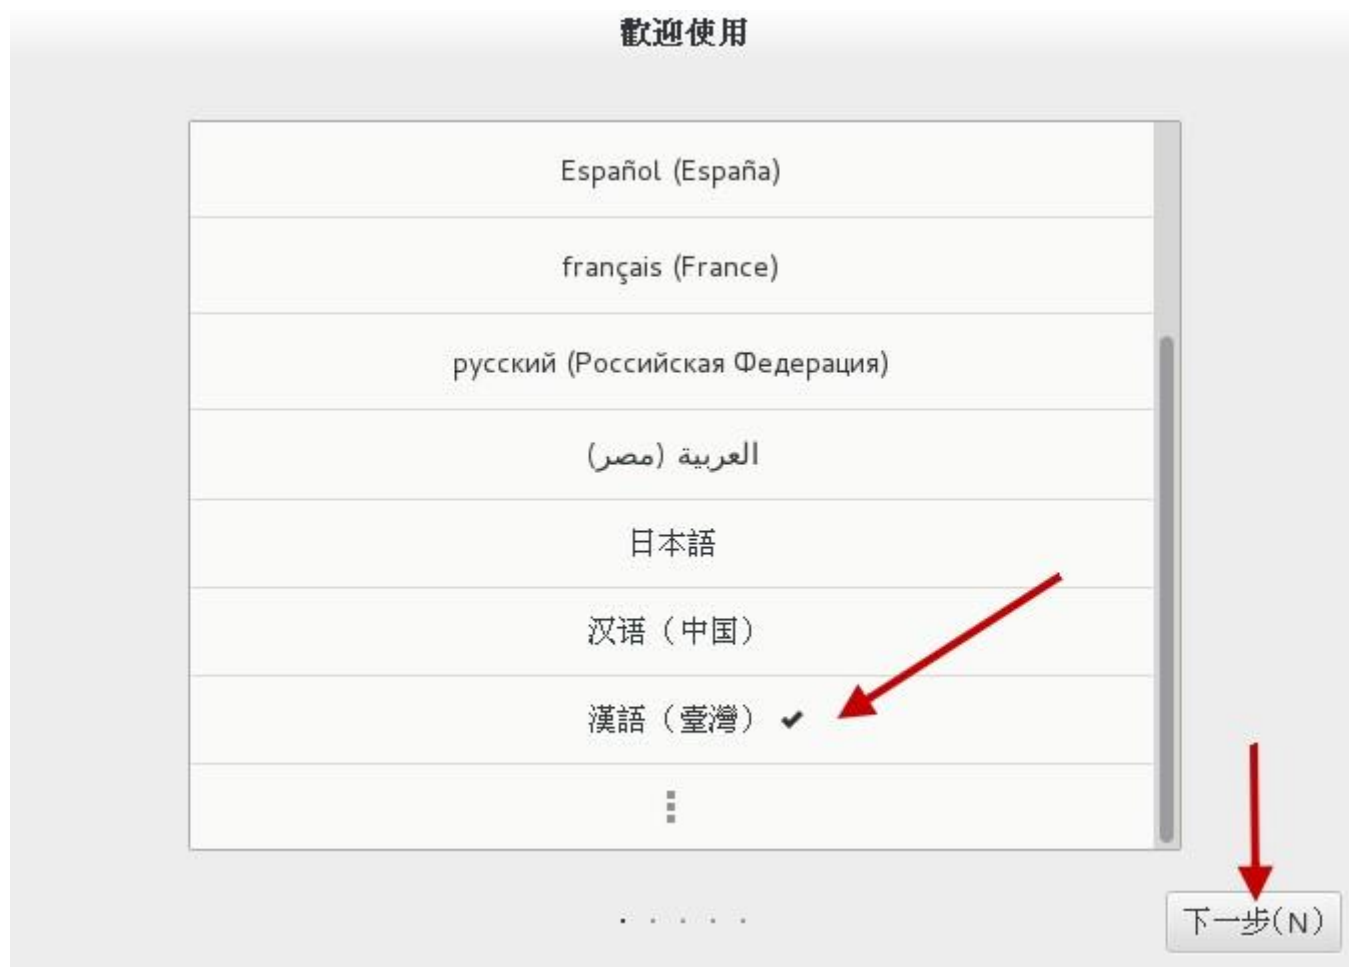 歡迎使用
Español (España)
français (France)
русский (Российская Федерация)
العربية (مصر)
日本語
汉语（中国）
漢語（臺灣）
下一步(N)